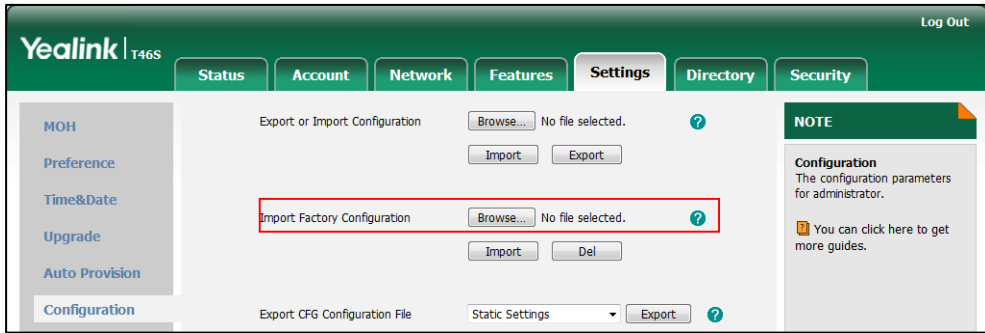 Log Out
Yealink T46S
Status Account Network Features Settings Directory Security
MOH
Preference
Time&Date
Upgrade
Auto Provision
Configuration
Export or Import Configuration Browse... No file selected. ?
Import Export
Import Factory Configuration Browse... No file selected. ?
Import Del
Export CFG Configuration File Static Settings Export ?
NOTE
Configuration
The configuration parameters
for administrator.
? You can click here to get
more guides.